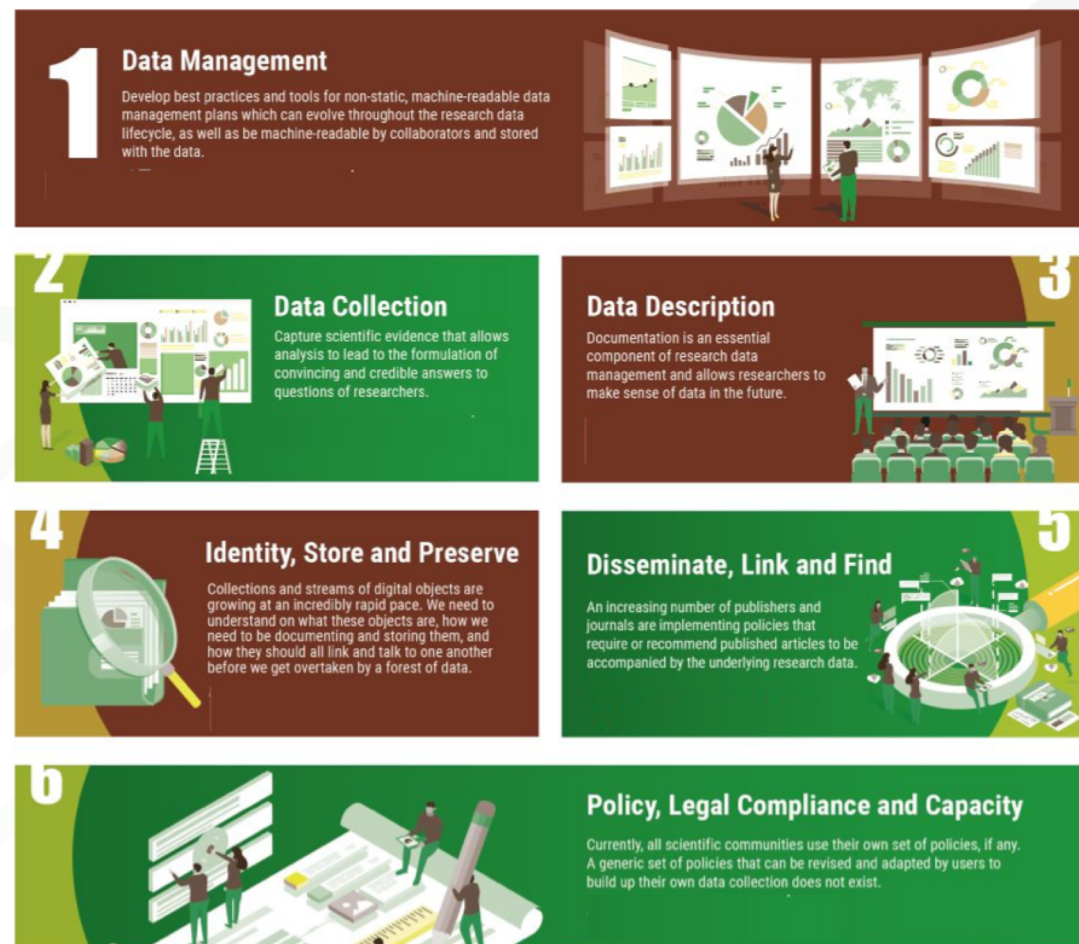 1
Data Management
Develop best practices and tools for non-static, machine-readable data
management plans which can evolve throughout the research data
lifecycle, as well as be machine-readable by collaborators and stored
with the data.
2
Data Collection
Capture scientific evidence that allows
analysis to lead to the formulation of
convincing and credible answers to
questions of researchers.
3
Data Description
Documentation is an essential
component of research data
management and allows researchers to
make sense of data in the future.
4
Identity, Store and Preserve
Collections and streams of digital objects are
growing at an incredibly rapid pace. We need to
understand on what these objects are, how we
need to be documenting and storing them, and
how they should all link and talk to one another
before we get overtaken by a forest of data.
5
Disseminate, Link and Find
An increasing number of publishers and
journals are implementing policies that
require or recommend published articles to be
accompanied by the underlying research data.
6
Policy, Legal Compliance and Capacity
Currently, all scientific communities use their own set of policies, if any.
A generic set of policies that can be revised and adapted by users to
build up their own data collection does not exist.